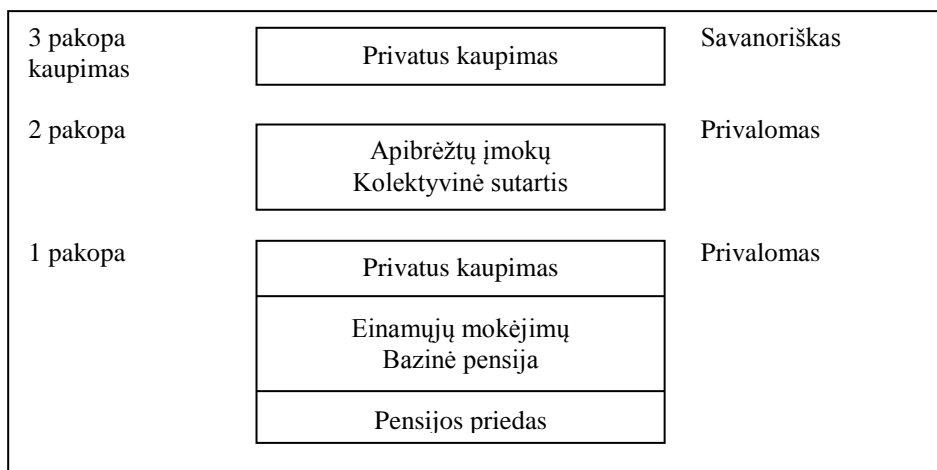 3 pakopa
kaupimas
Privatus kaupimas
Savanoriškas
2 pakopa
Apibrėžtų įmokų
Kolektyvinė sutartis
Privalomas
1 pakopa
Privatus kaupimas
Privalomas
Einamųjų mokėjimų
Bazinė pensija
Pensijos priedas